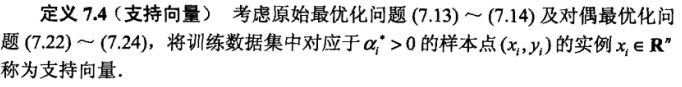 定义 7.4（支持向量） 考虑原始最优化问题 (7.13) ～ (7.14) 及对偶最优化问
题 (7.22) ～ (7.24)，将训练数据集中对应于 αᵢ* > 0 的样本点 (xᵢ, yᵢ) 的实例 xᵢ ∈ Rⁿ
称为支持向量．